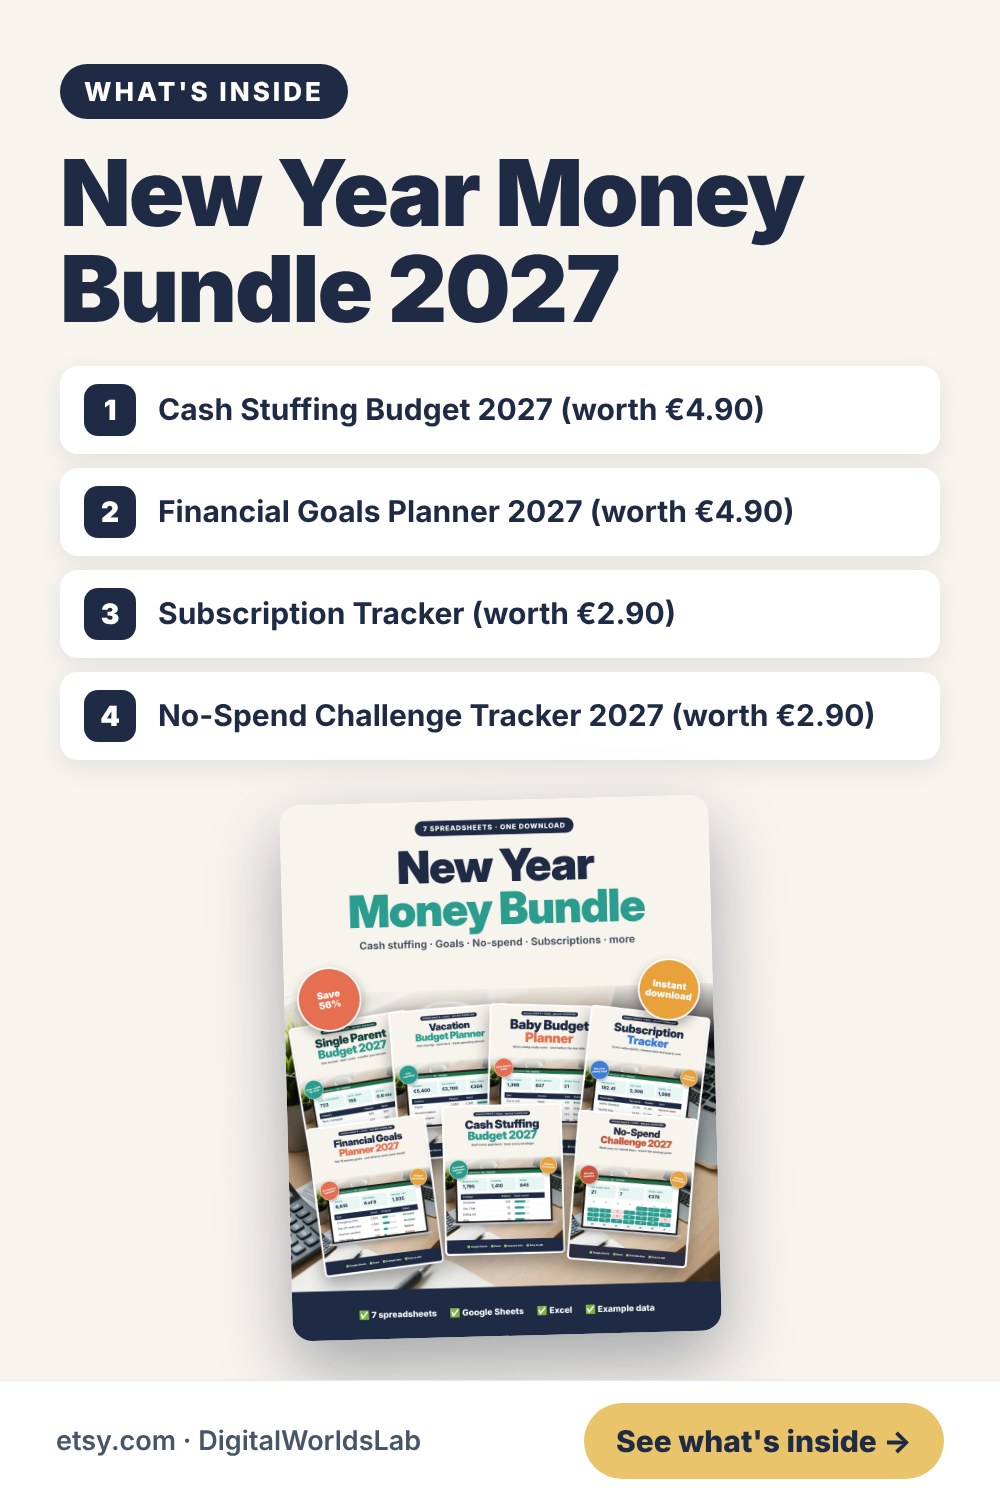 WHAT'S INSIDE
New Year Money
Bundle 2027
1 Cash Stuffing Budget 2027 (worth €4.90)
2 Financial Goals Planner 2027 (worth €4.90)
3 Subscription Tracker (worth €2.90)
4 No-Spend Challenge Tracker 2027 (worth €2.90)
7 SPREADSHEETS · ONE DOWNLOAD
New Year
Money Bundle
Cash stuffing · Goals · No-spend · Subscriptions · more
Save
56%
Instant
download
Single Parent
Budget 2027
Vacation
Budget Planner
Baby Budget
Planner
Subscription
Tracker
Financial Goals
Planner 2027
Cash Stuffing
Budget 2027
No-Spend
Challenge 2027
✅ 7 spreadsheets ✅ Google Sheets ✅ Excel ✅ Example data
etsy.com · DigitalWorldsLab
See what's inside →